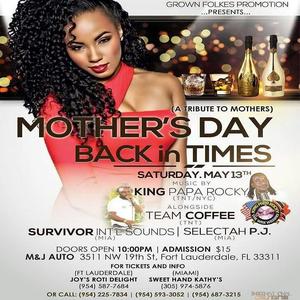 GROWN FOLKES PROMOTION
...PRESENTS...
(A TRIBUTE TO MOTHERS)
MOTHER'S DAY
BACK in TIMES
SATURDAY. MAY 13TH
MUSIC BY
KING PAPA ROCKY
(TNT/NYC)
ALONGSIDE
TEAM COFFEE
(TNT)
SURVIVOR INT'L SOUNDS | SELECTAH P.J.
(MIA) (MIA)
DOORS OPEN 10:00PM | ADMISSION $15
M&J AUTO 3511 NW 19th St, Fort Lauderdale, FL 33311
FOR TICKETS AND INFO
(FT LAUDERDALE) (MIAMI)
JOY'S ROTI DELIGHT SWEET HAND KATHY'S
(954) 587-7684 (305) 974-5876
OR CALL: (954) 225-7834 | (954) 593-3052 | (954) 687-3215